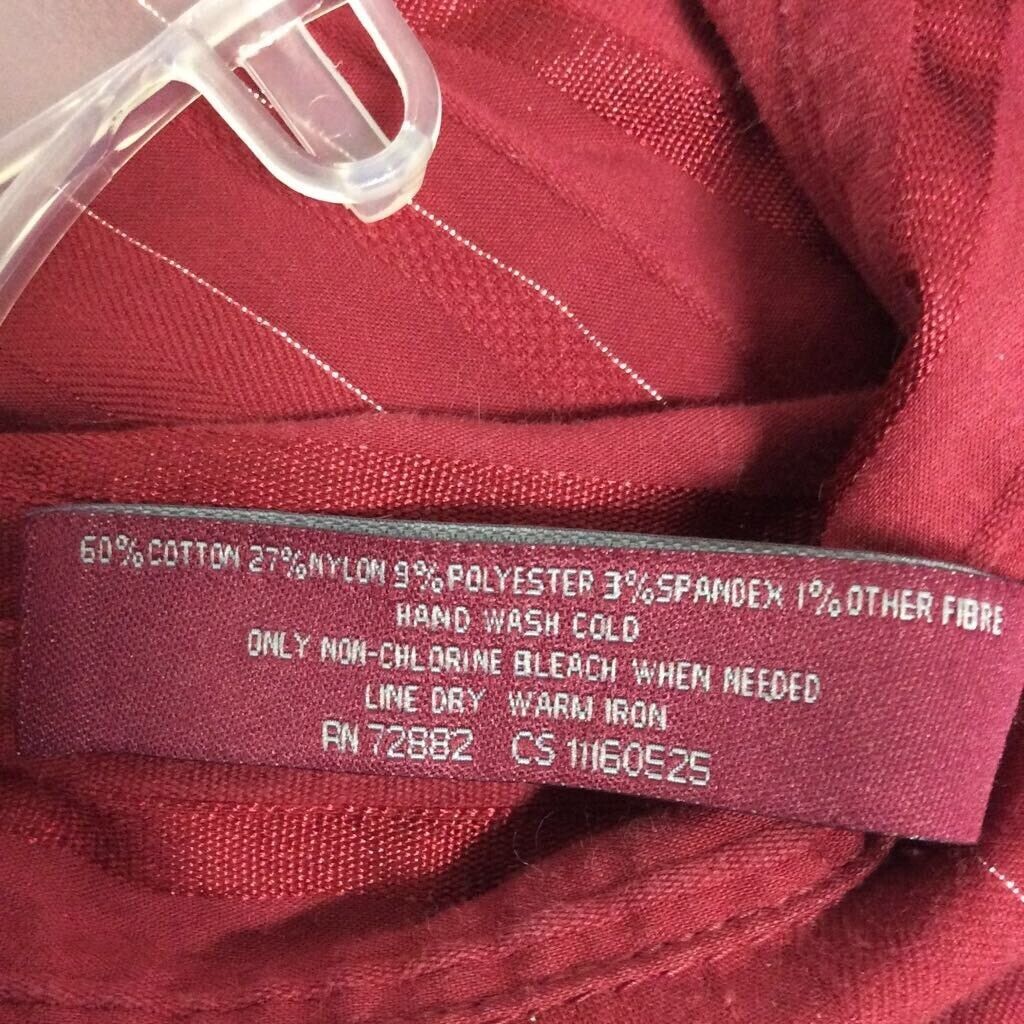 60% COTTON 27% NYLON 9% POLYESTER 3% SPANDEX 1% OTHER FIBRE
HAND WASH COLD
ONLY NON-CHLORINE BLEACH WHEN NEEDED
LINE DRY WARM IRON
RN 72882 CS 11160525